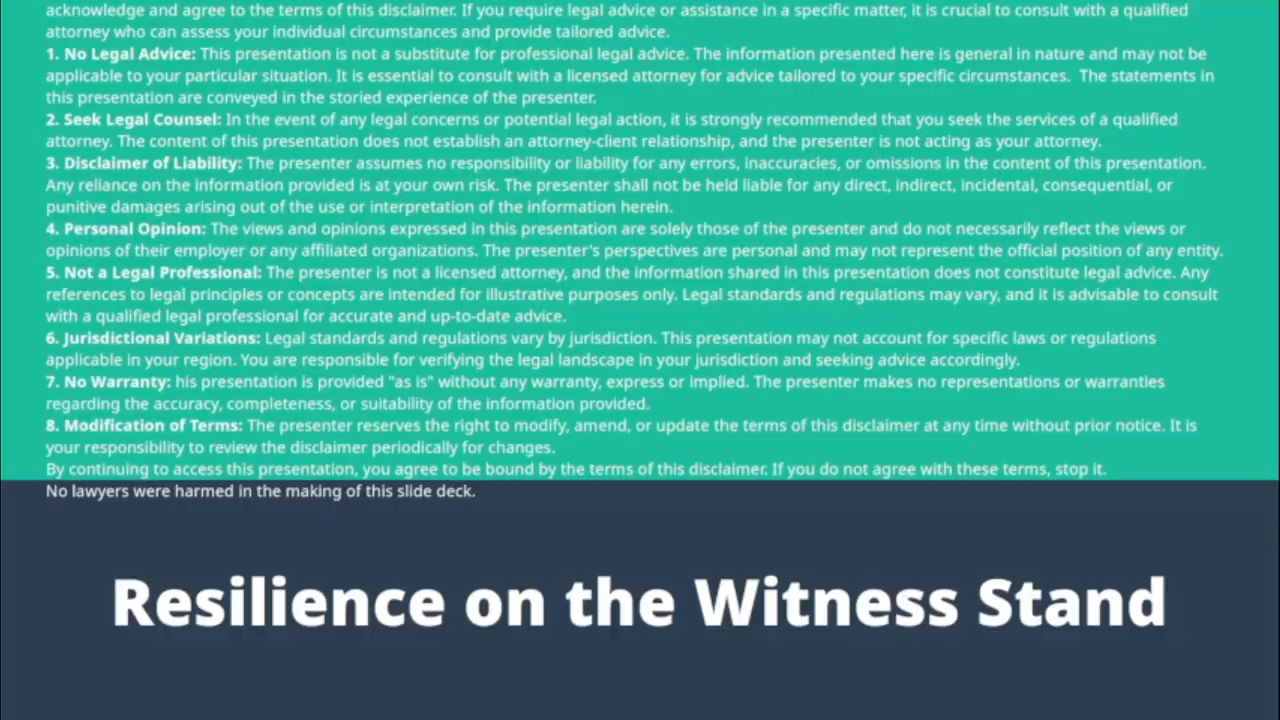 acknowledge and agree to the terms of this disclaimer. If you require legal advice or assistance in a specific matter, it is crucial to consult with a qualified
attorney who can assess your individual circumstances and provide tailored advice.
1. No Legal Advice: This presentation is not a substitute for professional legal advice. The information presented here is general in nature and may not be
applicable to your particular situation. It is essential to consult with a licensed attorney for advice tailored to your specific circumstances.  The statements in
this presentation are conveyed in the storied experience of the presenter.
2. Seek Legal Counsel: In the event of any legal concerns or potential legal action, it is strongly recommended that you seek the services of a qualified
attorney. The content of this presentation does not establish an attorney-client relationship, and the presenter is not acting as your attorney.
3. Disclaimer of Liability: The presenter assumes no responsibility or liability for any errors, inaccuracies, or omissions in the content of this presentation.
Any reliance on the information provided is at your own risk. The presenter shall not be held liable for any direct, indirect, incidental, consequential, or
punitive damages arising out of the use or interpretation of the information herein.
4. Personal Opinion: The views and opinions expressed in this presentation are solely those of the presenter and do not necessarily reflect the views or
opinions of their employer or any affiliated organizations. The presenter's perspectives are personal and may not represent the official position of any entity.
5. Not a Legal Professional: The presenter is not a licensed attorney, and the information shared in this presentation does not constitute legal advice. Any
references to legal principles or concepts are intended for illustrative purposes only. Legal standards and regulations may vary, and it is advisable to consult
with a qualified legal professional for accurate and up-to-date advice.
6. Jurisdictional Variations: Legal standards and regulations vary by jurisdiction. This presentation may not account for specific laws or regulations
applicable in your region. You are responsible for verifying the legal landscape in your jurisdiction and seeking advice accordingly.
7. No Warranty: his presentation is provided "as is" without any warranty, express or implied. The presenter makes no representations or warranties
regarding the accuracy, completeness, or suitability of the information provided.
8. Modification of Terms: The presenter reserves the right to modify, amend, or update the terms of this disclaimer at any time without prior notice. It is
your responsibility to review the disclaimer periodically for changes.
By continuing to access this presentation, you agree to be bound by the terms of this disclaimer. If you do not agree with these terms, stop it.
No lawyers were harmed in the making of this slide deck.
Resilience on the Witness Stand